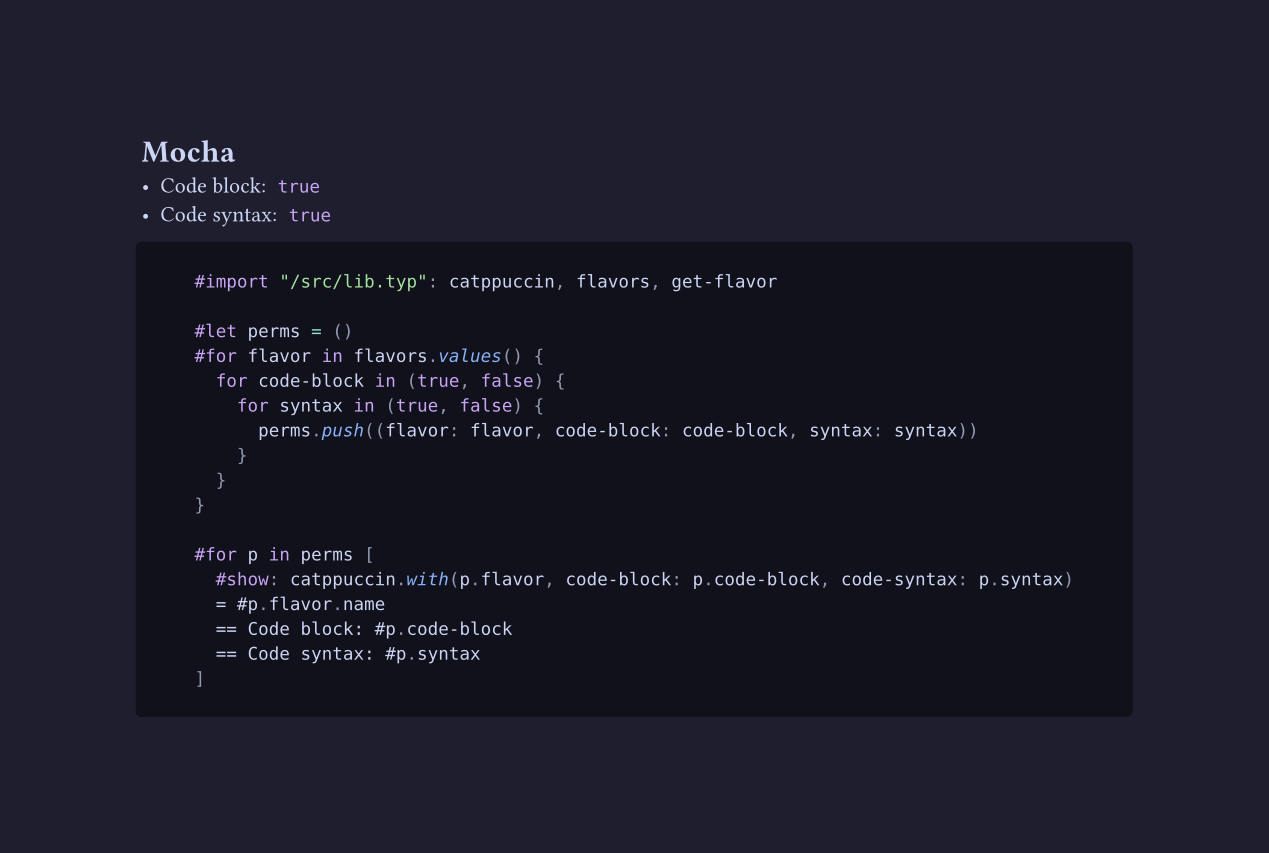 Mocha
• Code block: true
• Code syntax: true
#import "/src/lib.typ": catppuccin, flavors, get-flavor
#let perms = ()
#for flavor in flavors.values() {
  for code-block in (true, false) {
    for syntax in (true, false) {
      perms.push((flavor: flavor, code-block: code-block, syntax: syntax))
    }
  }
}
#for p in perms [
  #show: catppuccin.with(p.flavor, code-block: p.code-block, code-syntax: p.syntax)
  = #p.flavor.name
  == Code block: #p.code-block
  == Code syntax: #p.syntax
]